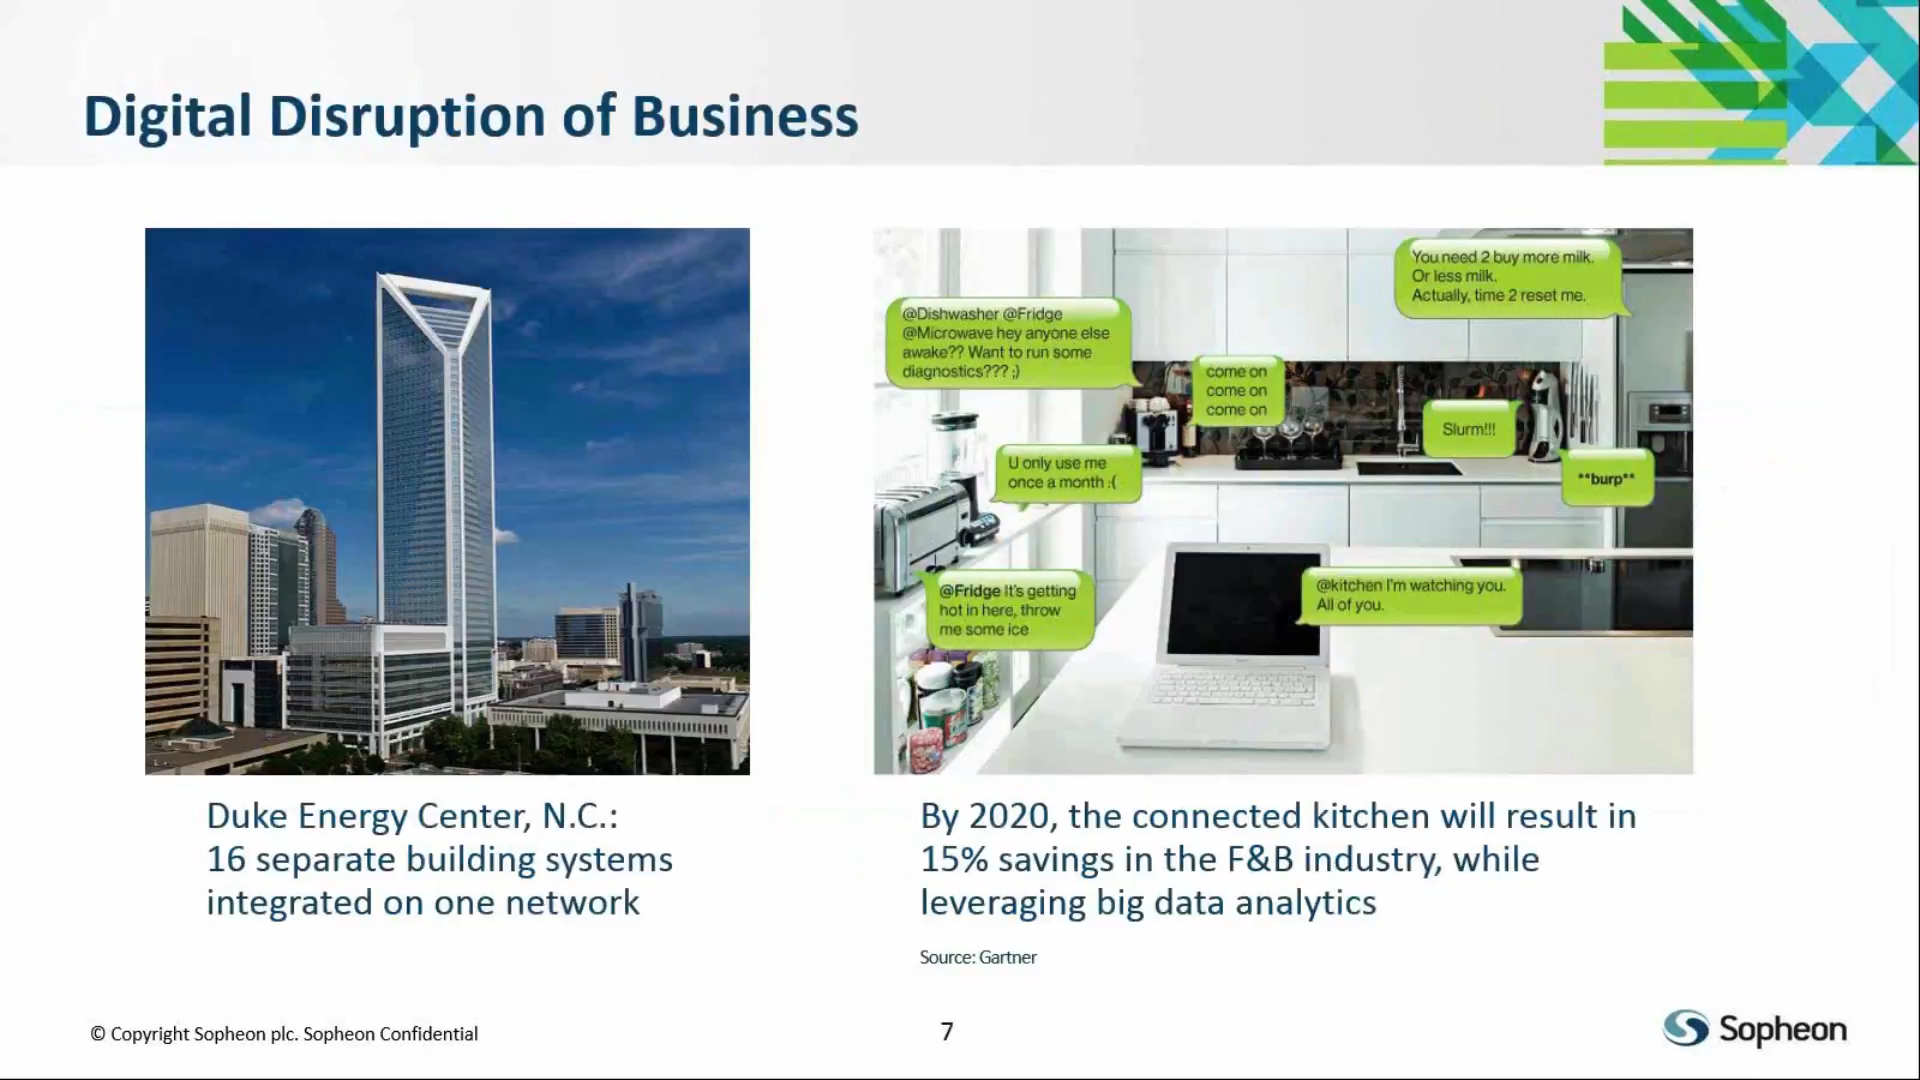 Digital Disruption of Business
@Dishwasher @Fridge
@Microwave hey anyone else
awake?? Want to run some
diagnostics??? ;)
come on
come on
come on
You need 2 buy more milk.
Or less milk.
Actually, time 2 reset me.
Slurm!!!
**burp**
U only use me
once a month :(
@Fridge It's getting
hot in here, throw
me some ice
@kitchen I'm watching you.
All of you.
Duke Energy Center, N.C.:
16 separate building systems
integrated on one network
By 2020, the connected kitchen will result in
15% savings in the F&B industry, while
leveraging big data analytics
Source: Gartner
© Copyright Sopheon plc. Sopheon Confidential
7
Sopheon